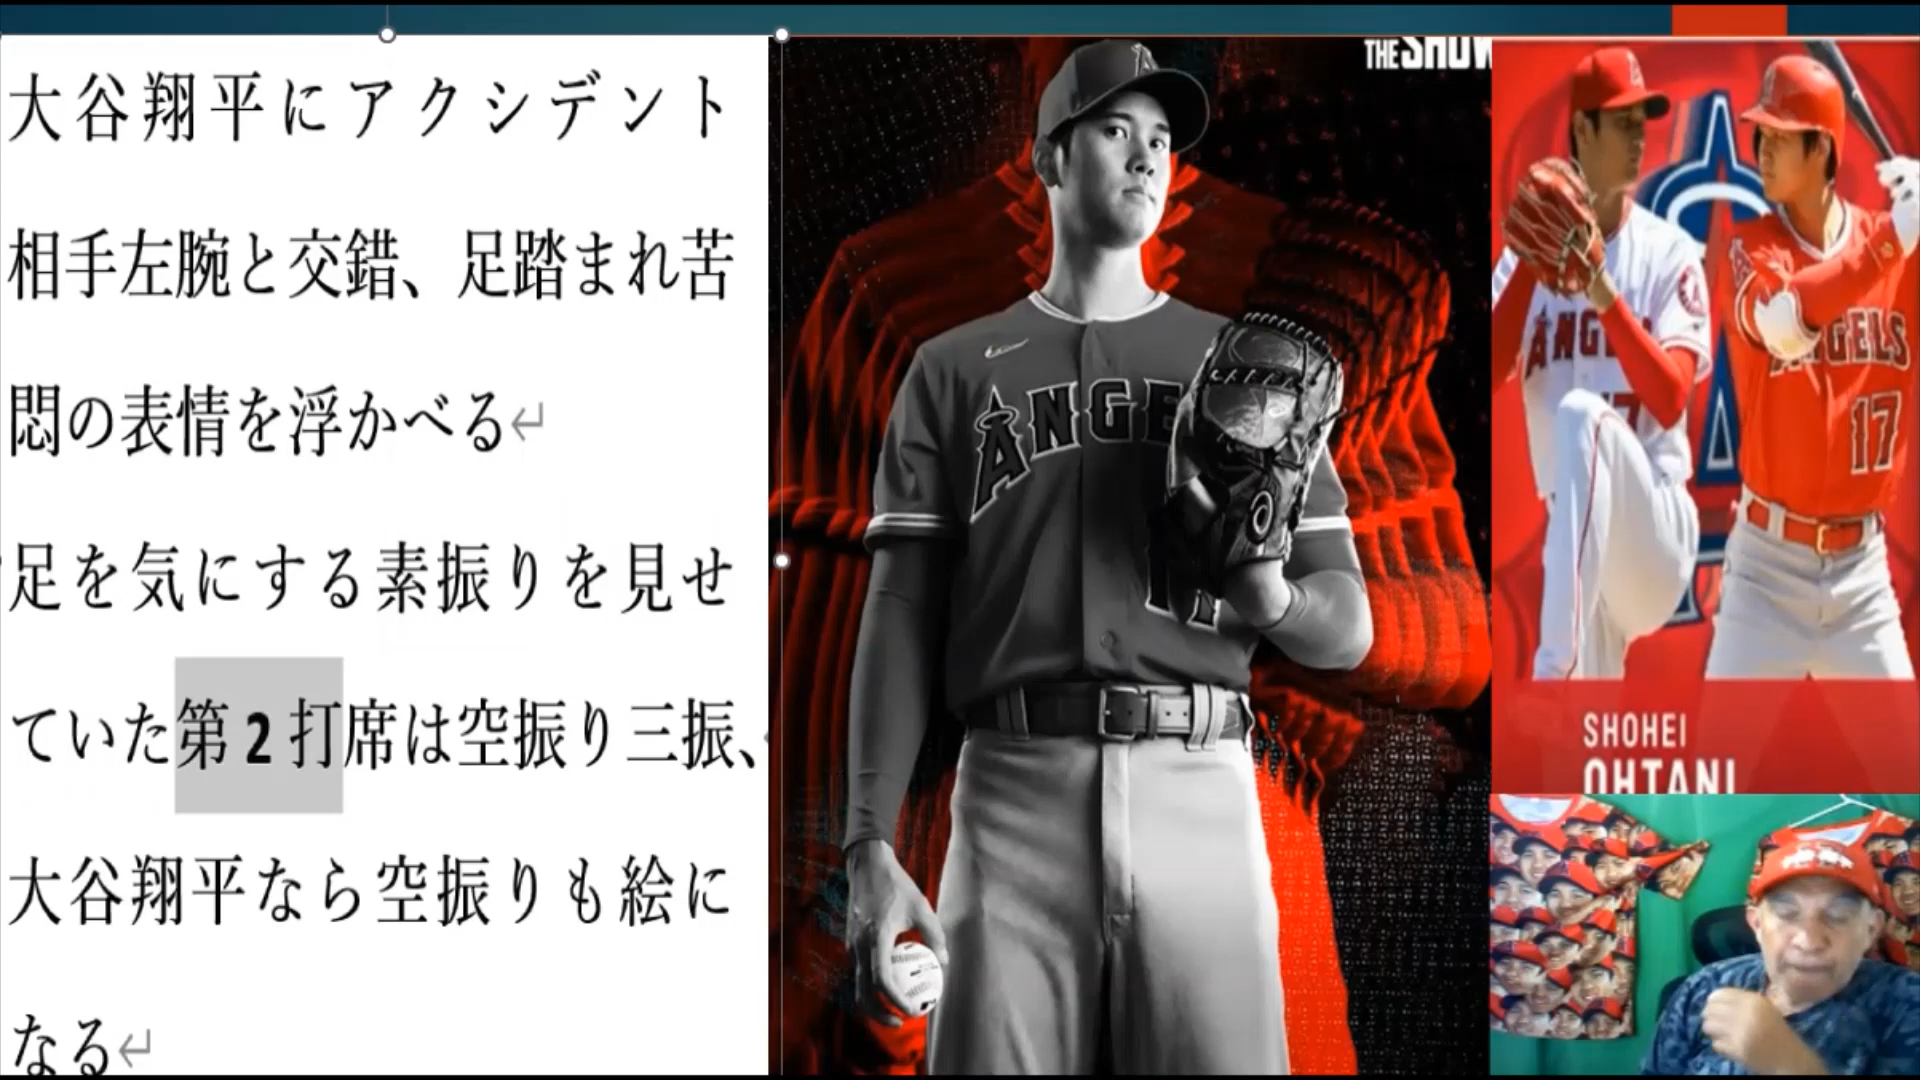 大谷翔平にアクシデント
相手左腕と交錯、足踏まれ苦
悶の表情を浮かべる
足を気にする素振りを見せ
ていた第2打席は空振り三振、
大谷翔平なら空振りも絵に
なる
THE SHOW
ANGE
ANGELS
17
SHOHEI
OHTANI